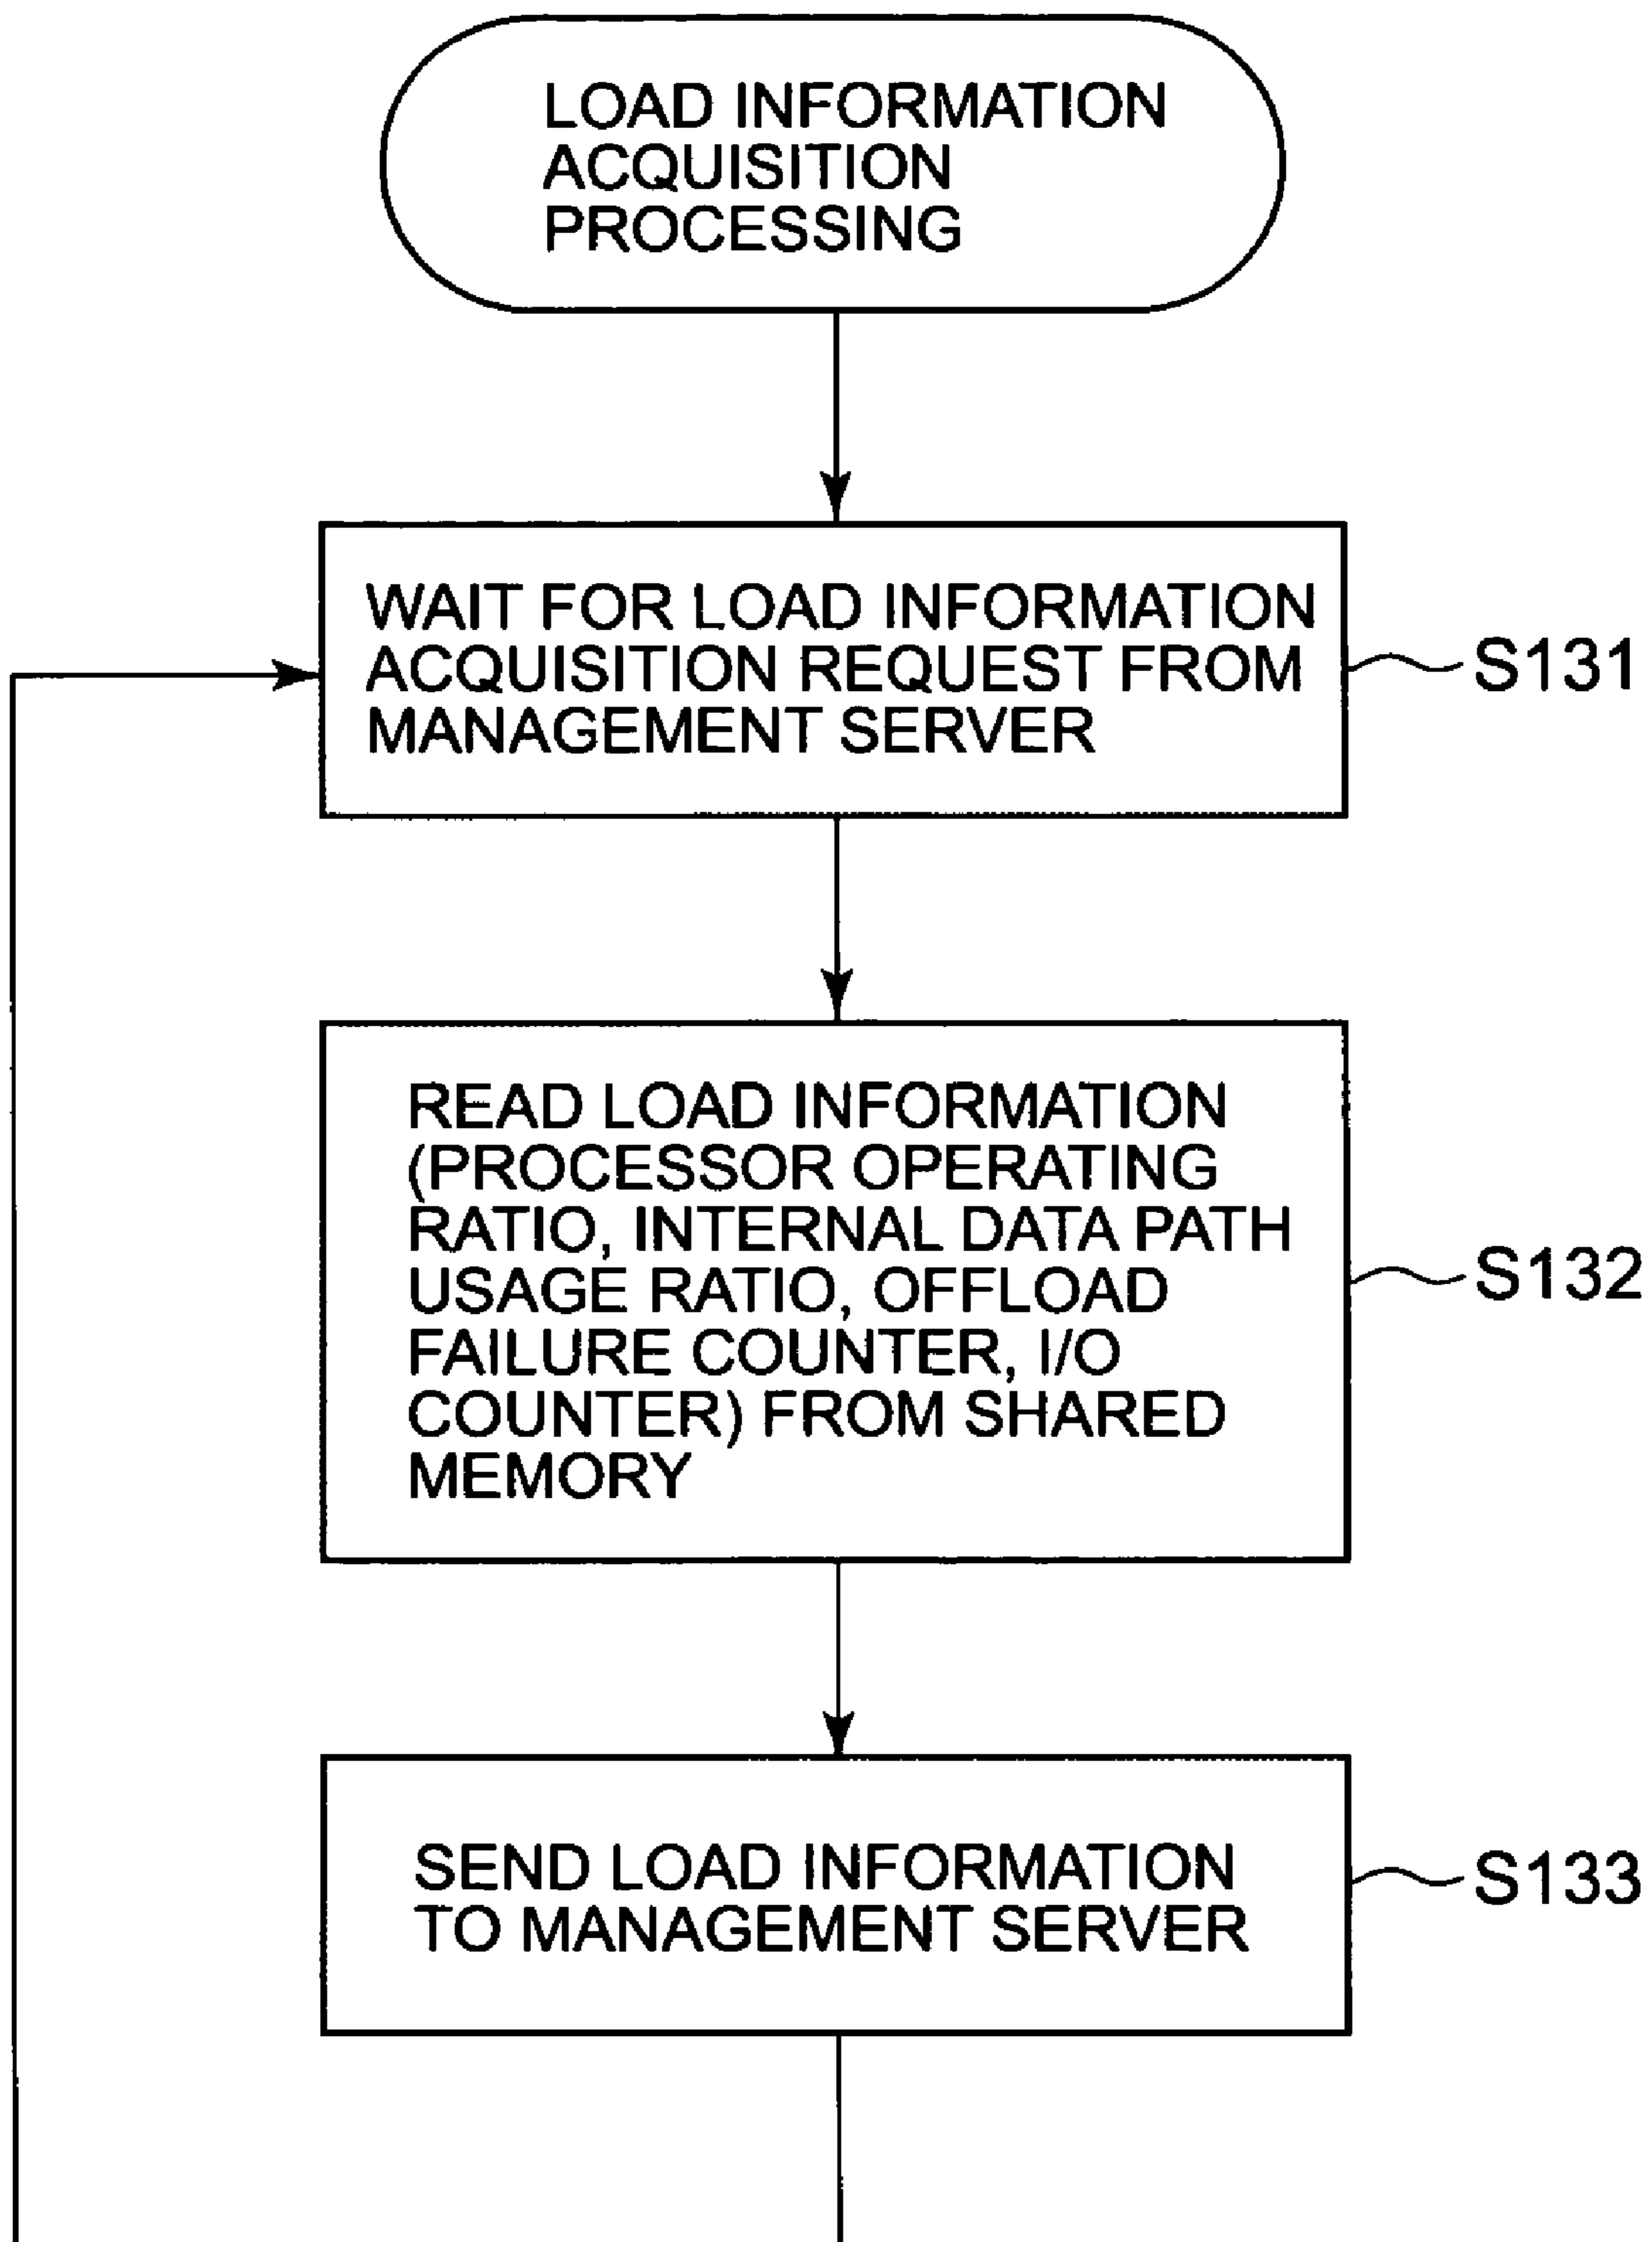 LOAD INFORMATION
ACQUISITION
PROCESSING
WAIT FOR LOAD INFORMATION
ACQUISITION REQUEST FROM
MANAGEMENT SERVER
S131
READ LOAD INFORMATION
(PROCESSOR OPERATING
RATIO, INTERNAL DATA PATH
USAGE RATIO, OFFLOAD
FAILURE COUNTER, I/O
COUNTER) FROM SHARED
MEMORY
S132
SEND LOAD INFORMATION
TO MANAGEMENT SERVER
S133